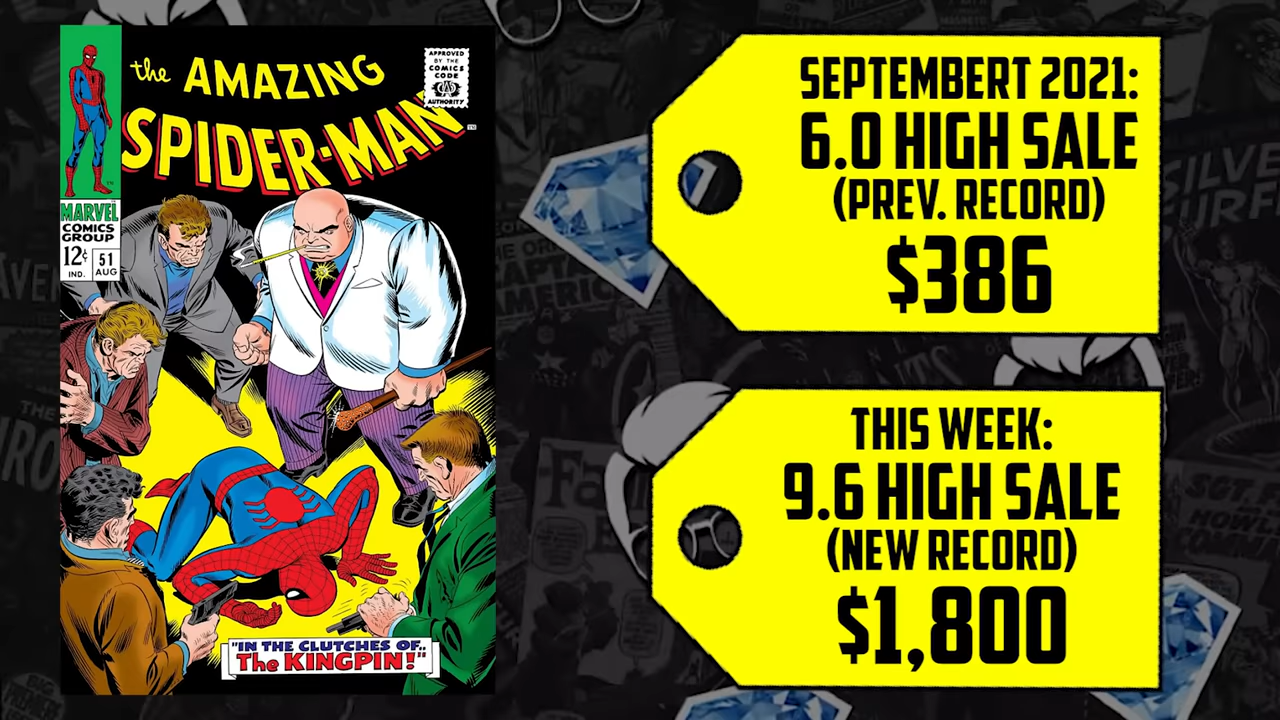 the AMAZING
SPIDER-MAN
TM
APPROVED
BY THE
COMICS
CODE
AUTHORITY
MARVEL
COMICS
GROUP
12¢
IND.
51
AUG
"IN THE CLUTCHES OF..
The KINGPIN!"
SEPTEMBERT 2021:
6.0 HIGH SALE
(PREV. RECORD)
$386
THIS WEEK:
9.6 HIGH SALE
(NEW RECORD)
$1,800